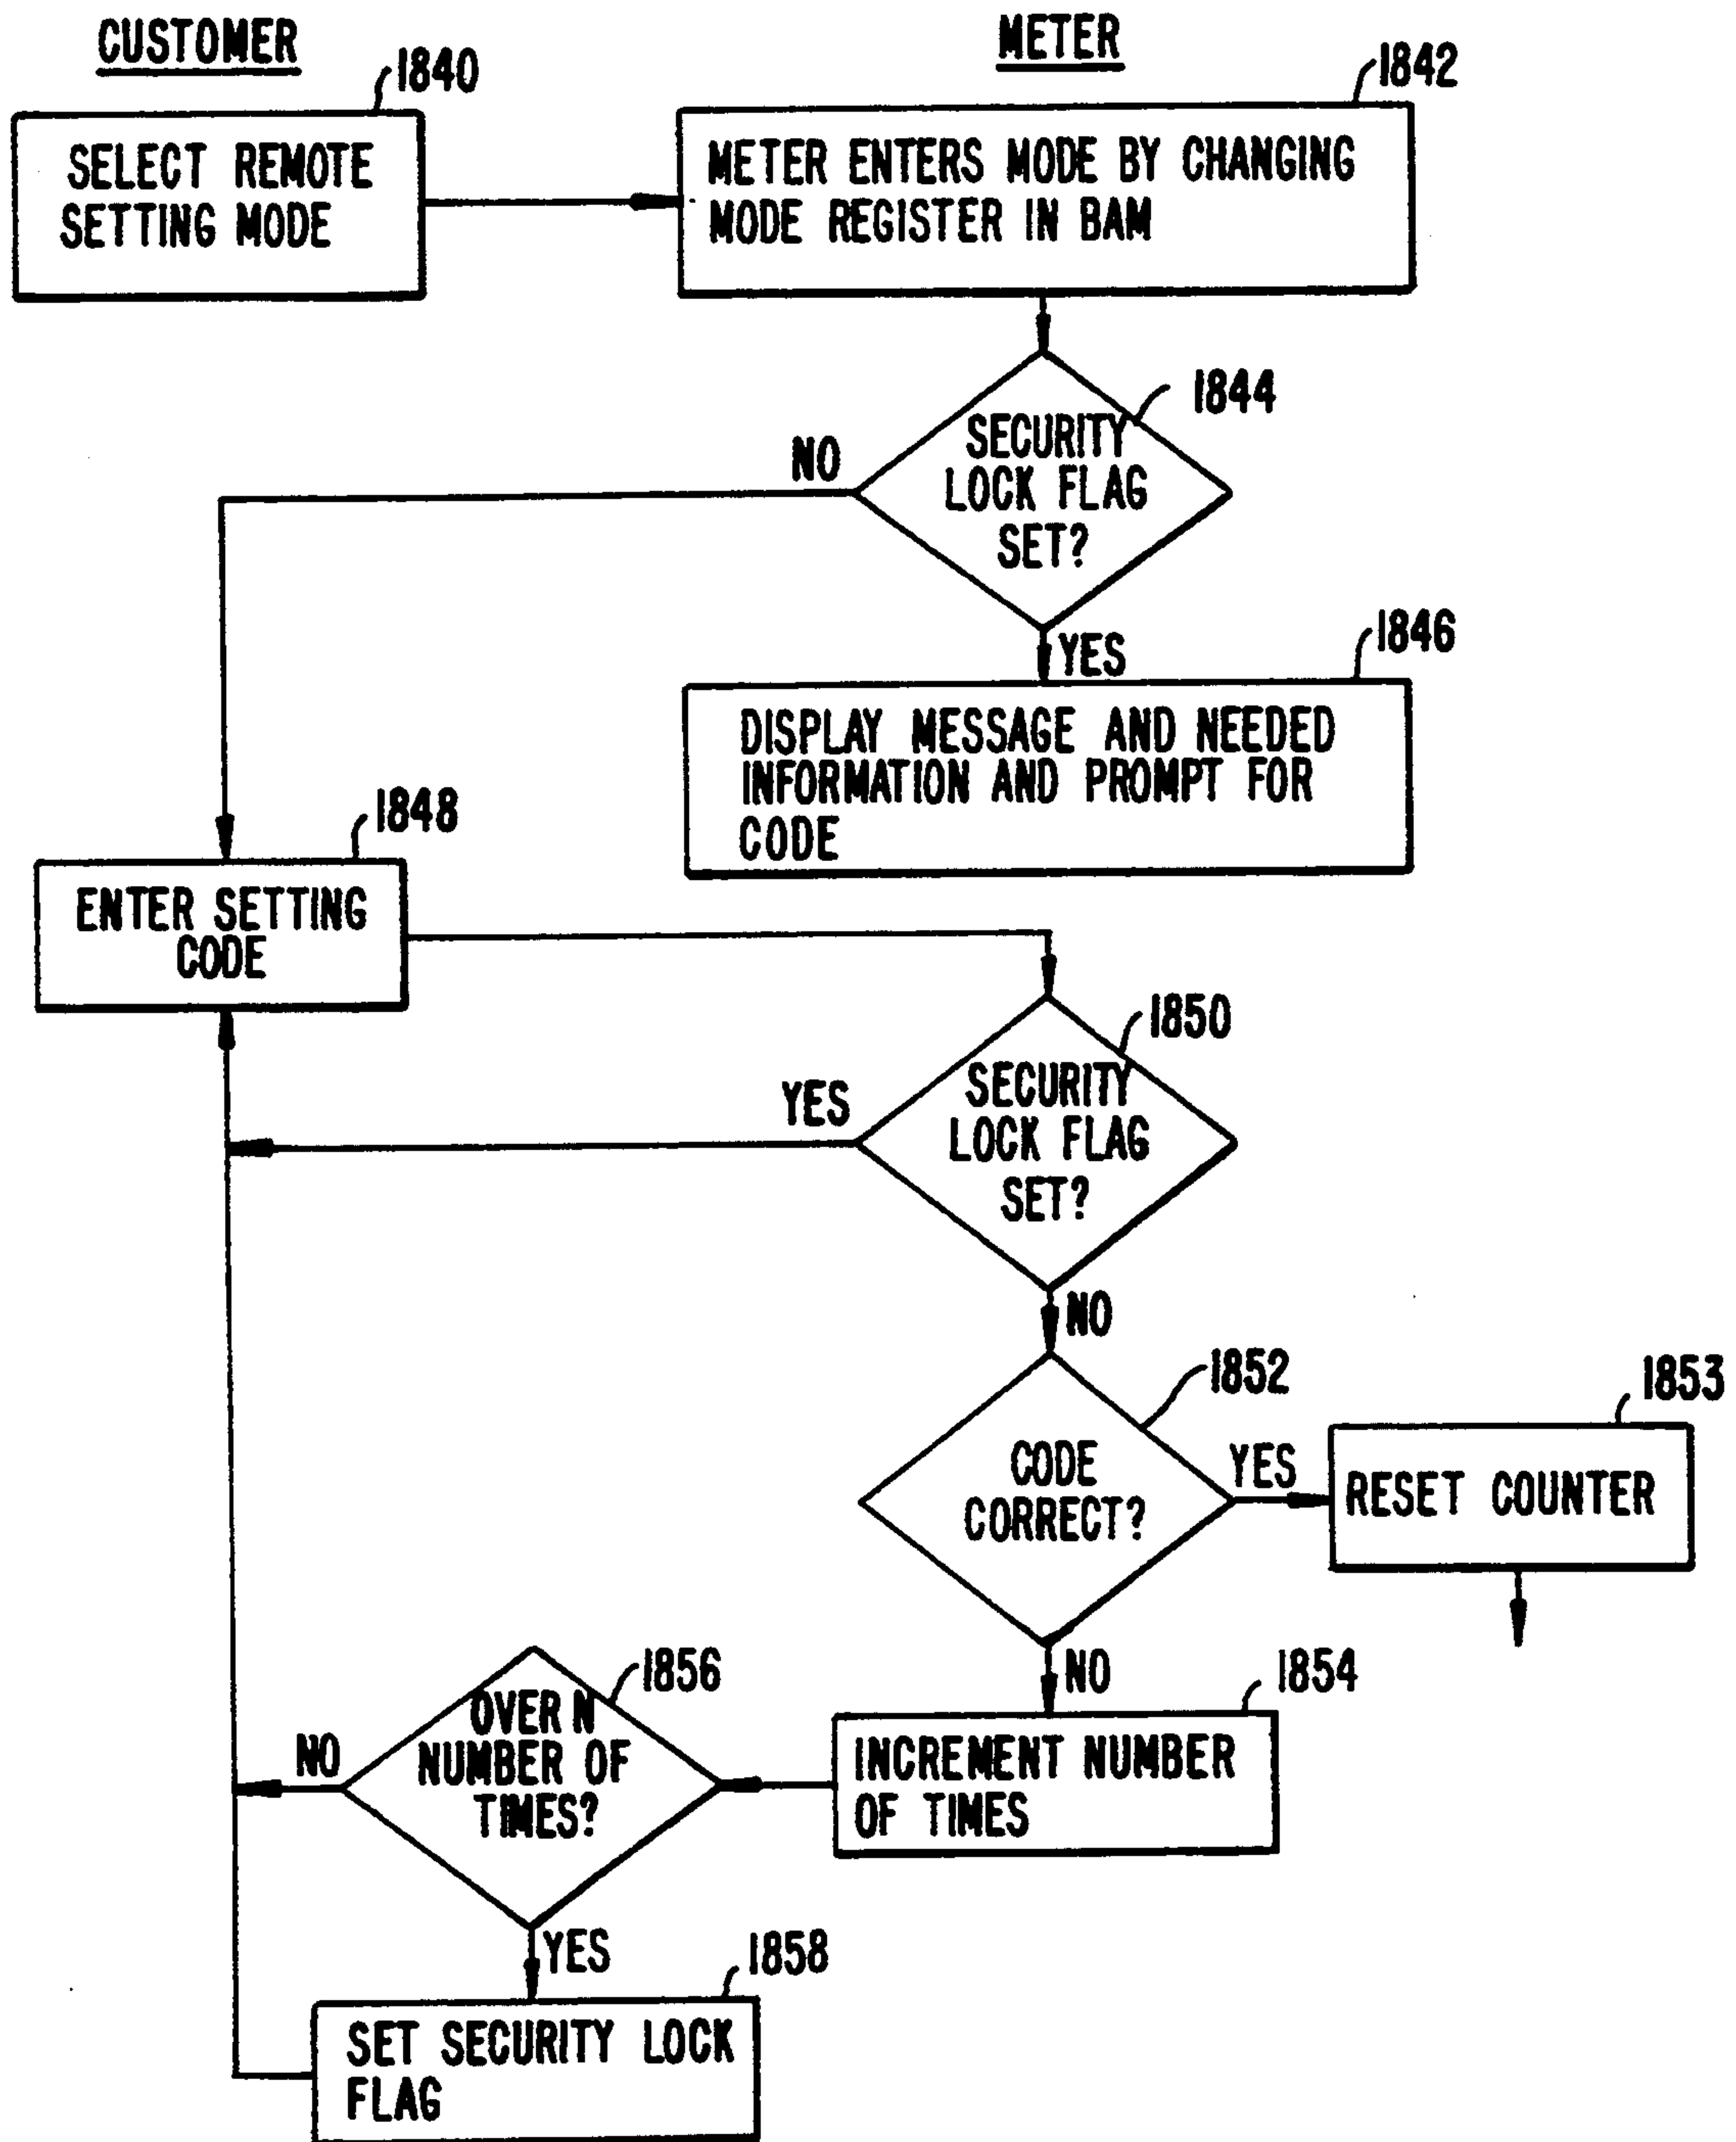 CUSTOMER
METER
1840
1842
SELECT REMOTE
SETTING MODE
METER ENTERS MODE BY CHANGING
MODE REGISTER IN BAM
1844
SECURITY
LOCK FLAG
SET?
NO
YES
1846
DISPLAY MESSAGE AND NEEDED
INFORMATION AND PROMPT FOR
CODE
1848
ENTER SETTING
CODE
1850
SECURITY
LOCK FLAG
SET?
YES
NO
1852
CODE
CORRECT?
YES
1853
RESET COUNTER
NO
1854
INCREMENT NUMBER
OF TIMES
1856
OVER N
NUMBER OF
TIMES?
NO
YES
1858
SET SECURITY LOCK
FLAG